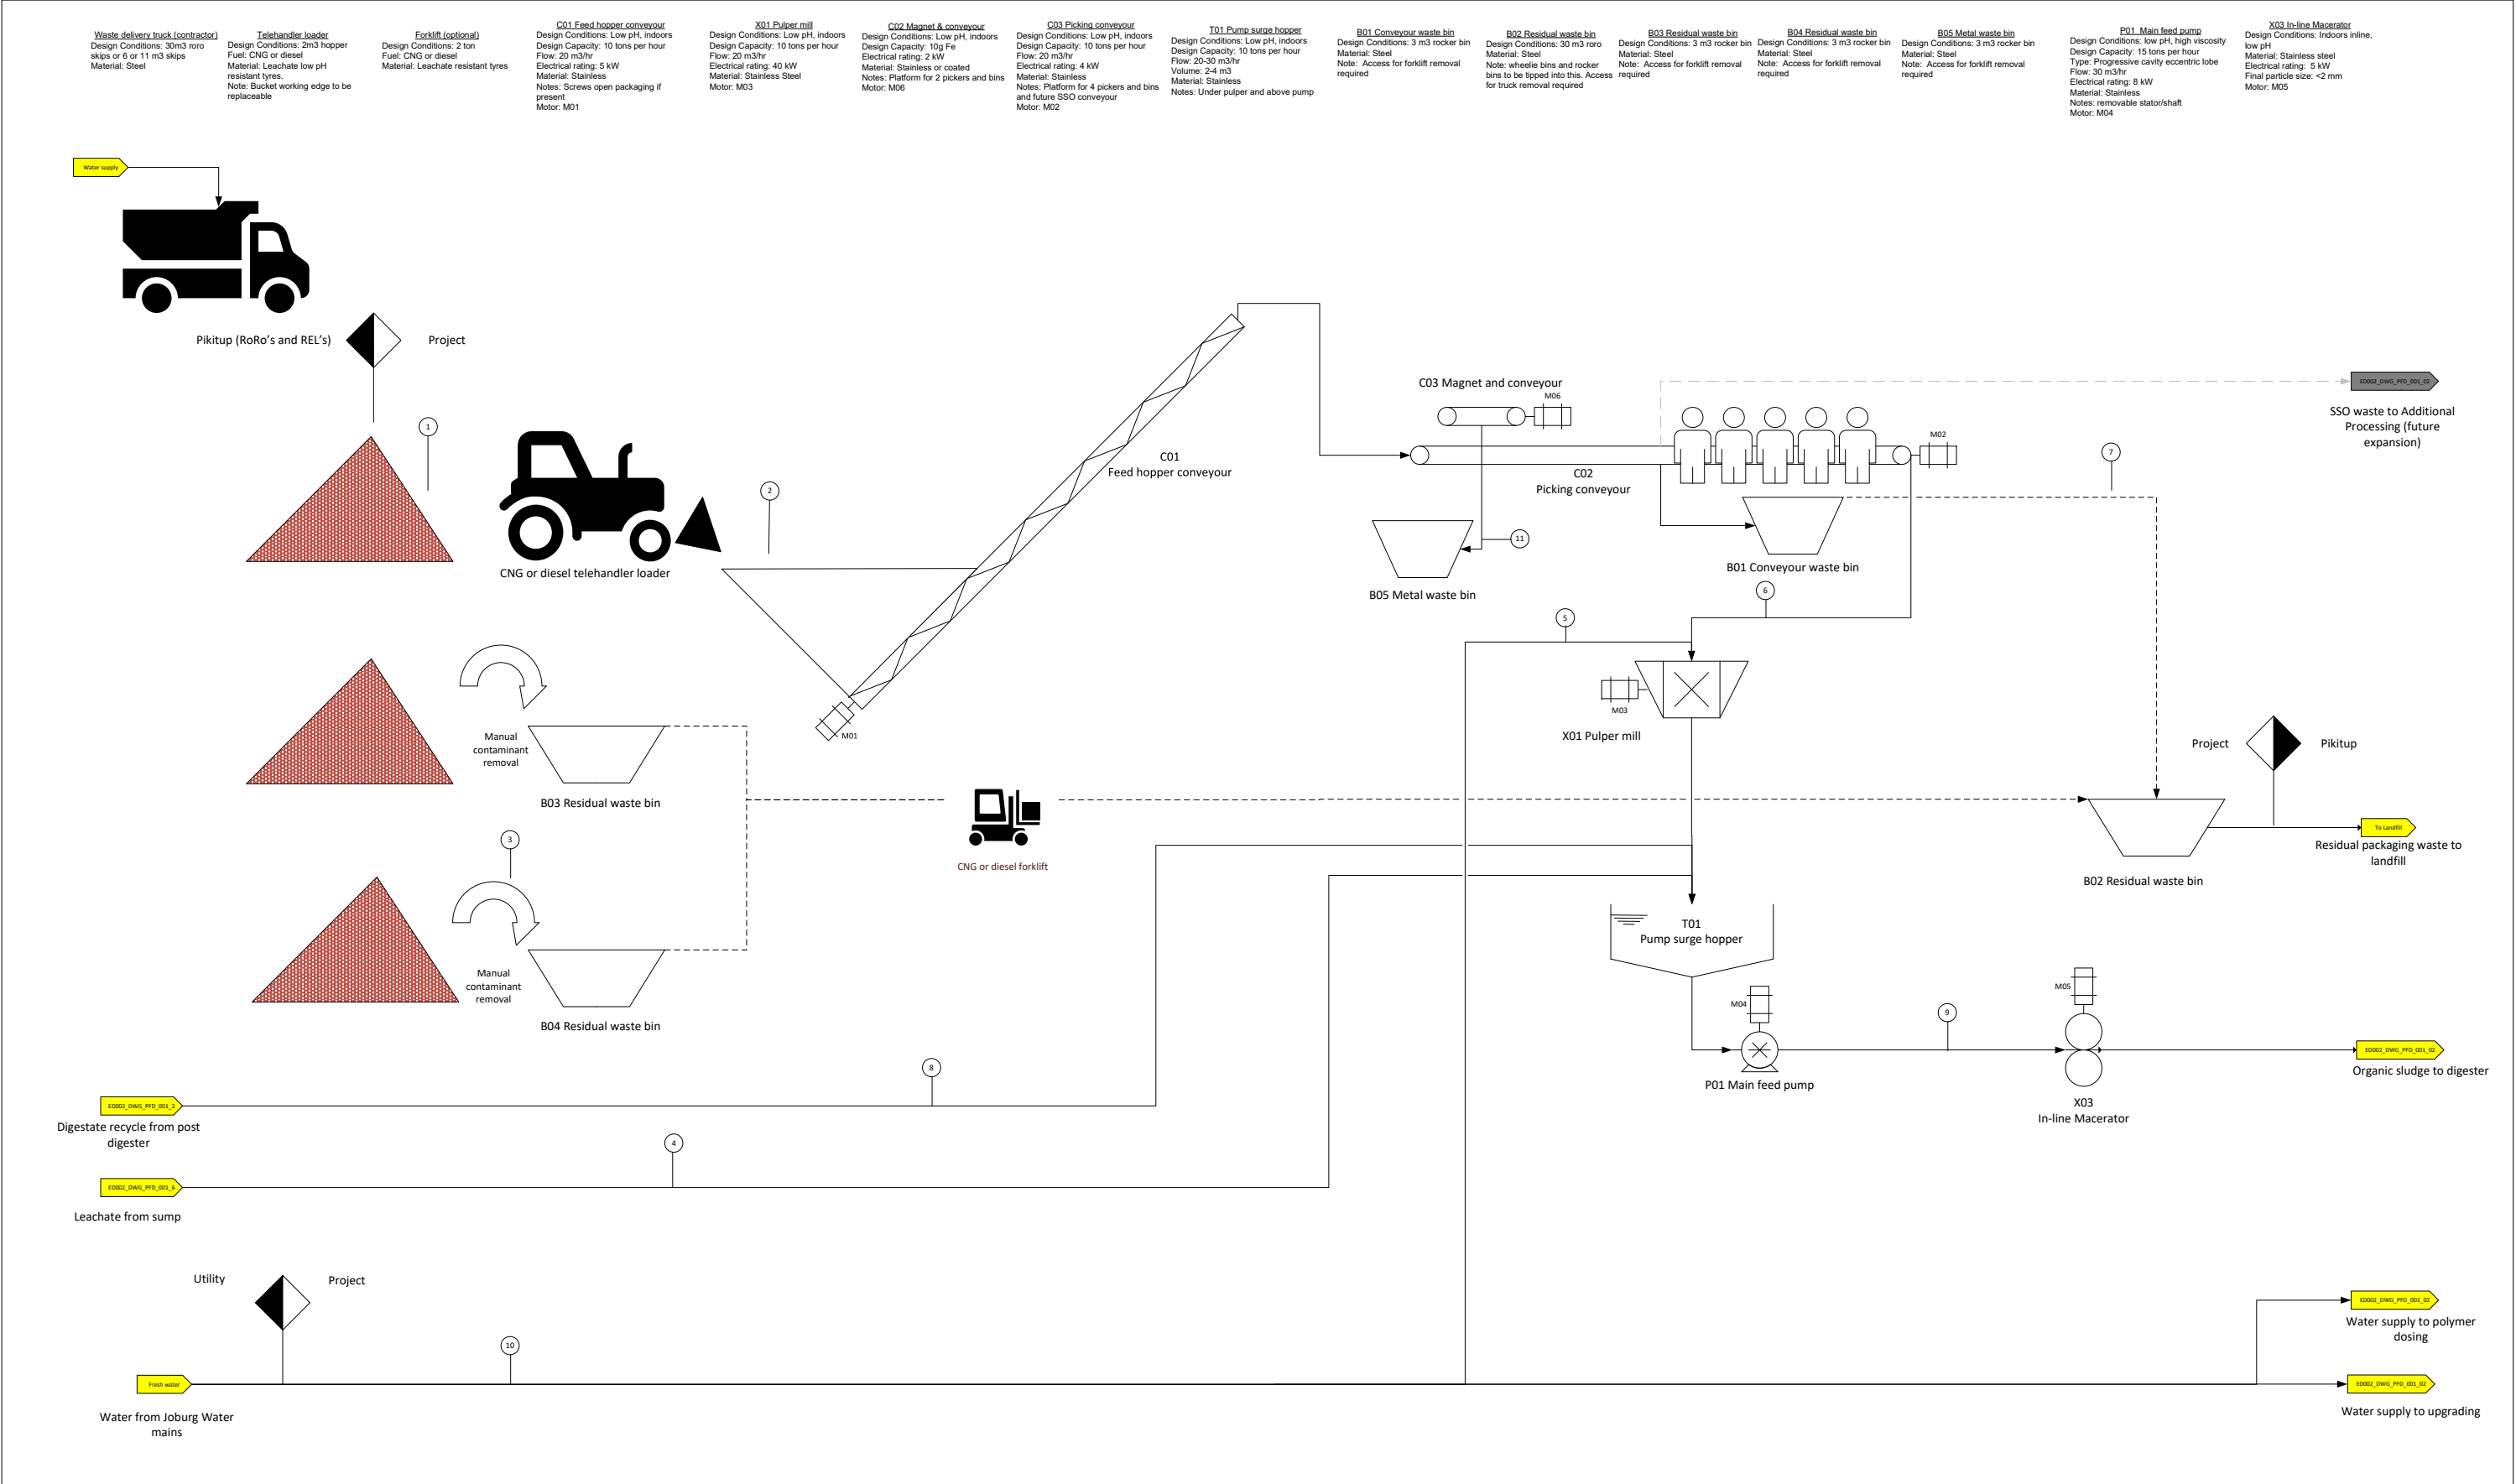 Waste delivery truck (contractor)
Design Conditions: 30m3 roro
skips or 6 or 11 m3 skips
Material: Steel
Telehandler loader
Design Conditions: 2m3 hopper
Fuel: CNG or diesel
Material: Leachate low pH
resistant tyres.
Note: Bucket working edge to be
replaceable
Forklift (optional)
Design Conditions: 2 ton
Fuel: CNG or diesel
Material: Leachate resistant tyres
C01 Feed hopper conveyour
Design Conditions: Low pH, indoors
Design Capacity: 10 tons per hour
Flow: 20 m3/hr
Electrical rating: 5 kW
Material: Stainless
Notes: Screws open packaging if
present
Motor: M01
X01 Pulper mill
Design Conditions: Low pH, indoors
Design Capacity: 10 tons per hour
Flow: 20 m3/hr
Electrical rating: 40 kW
Material: Stainless Steel
Motor: M03
C02 Magnet & conveyour
Design Conditions: Low pH, indoors
Design Capacity: 10g Fe
Electrical rating: 2 kW
Material: Stainless or coated
Notes: Platform for 2 pickers and bins
Motor: M06
C03 Picking conveyour
Design Conditions: Low pH, indoors
Design Capacity: 10 tons per hour
Flow: 20 m3/hr
Electrical rating: 4 kW
Material: Stainless
Notes: Platform for 4 pickers and bins
and future SSO conveyour
Motor: M02
T01 Pump surge hopper
Design Conditions: Low pH, indoors
Design Capacity: 10 tons per hour
Flow: 20-30 m3/hr
Volume: 2-4 m3
Material: Stainless
Notes: Under pulper and above pump
B01 Conveyour waste bin
Design Conditions: 3 m3 rocker bin
Material: Steel
Note: Access for forklift removal
required
B02 Residual waste bin
Design Conditions: 30 m3 roro
Material: Steel
Note: wheelie bins and rocker
bins to be tipped into this. Access
for truck removal required
B03 Residual waste bin
Design Conditions: 3 m3 rocker bin
Material: Steel
Note: Access for forklift removal
required
B04 Residual waste bin
Design Conditions: 3 m3 rocker bin
Material: Steel
Note: Access for forklift removal
required
B05 Metal waste bin
Design Conditions: 3 m3 rocker bin
Material: Steel
Note: Access for forklift removal
required
P01 Main feed pump
Design Conditions: low pH, high viscosity
Design Capacity: 15 tons per hour
Type: Progressive cavity eccentric lobe
Flow: 30 m3/hr
Electrical rating: 8 kW
Material: Stainless
Notes: removable stator/shaft
Motor: M04
X03 In-line Macerator
Design Conditions: Indoors inline,
low pH
Material: Stainless steel
Electrical rating: 5 kW
Final particle size: <2 mm
Motor: M05
Water supply
Pikitup (RoRo's and REL's)
Project
1
CNG or diesel telehandler loader
2
C01
Feed hopper conveyour
M01
C03 Magnet and conveyour
M06
C02
Picking conveyour
M02
11
B05 Metal waste bin
B01 Conveyour waste bin
7
ED002_DWG_PFD_001_02
SSO waste to Additional
Processing (future
expansion)
6
5
M03
X01 Pulper mill
Manual
contaminant
removal
B03 Residual waste bin
3
Manual
contaminant
removal
B04 Residual waste bin
CNG or diesel forklift
Project
Pikitup
To Landfill
Residual packaging waste to
landfill
B02 Residual waste bin
T01
Pump surge hopper
M04
P01 Main feed pump
9
M05
X03
In-line Macerator
ED002_DWG_PFD_001_02
Organic sludge to digester
8
ED002_DWG_PFD_001_2
Digestate recycle from post
digester
4
ED002_DWG_PFD_001_6
Leachate from sump
Utility
Project
10
Fresh water
Water from Joburg Water
mains
ED002_DWG_PFD_001_02
Water supply to polymer
dosing
ED002_DWG_PFD_001_02
Water supply to upgrading